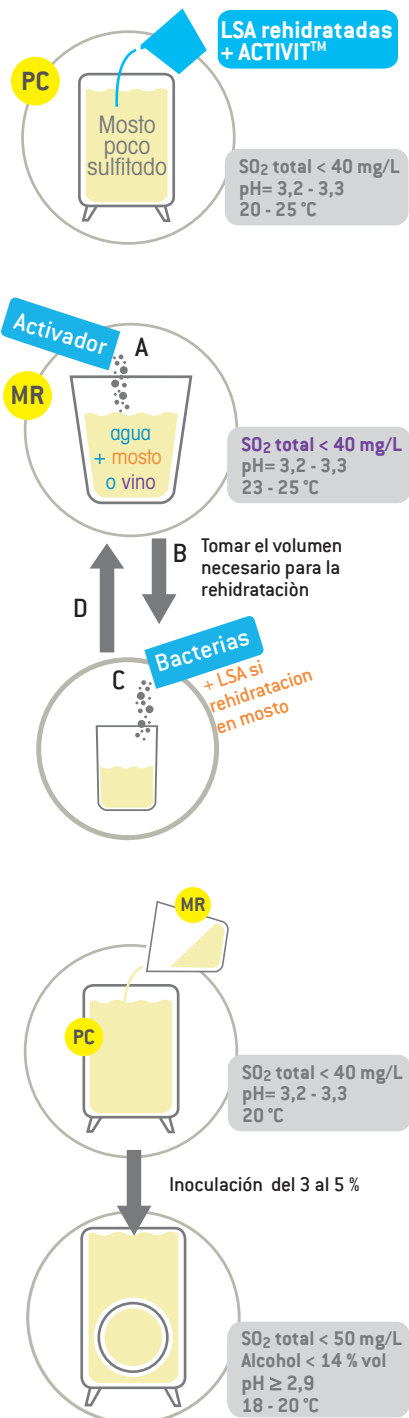 LSA rehidratadas
+ ACTIVIT™
PC
Mosto
poco
sulfitado
SO₂ total < 40 mg/L
pH= 3,2 - 3,3
20 - 25 °C
Activador
A
MR
agua
+ mosto
o vino
SO₂ total < 40 mg/L
pH= 3,2 - 3,3
23 - 25 °C
B
Tomar el volumen
necesario para la
rehidrataciòn
D
Bacterias
C
+ LSA si
rehidratacion
en mosto
MR
PC
SO₂ total < 40 mg/L
pH= 3,2 - 3,3
20 °C
Inoculación del 3 al 5 %
SO₂ total < 50 mg/L
Alcohol < 14 % vol
pH ≥ 2,9
18 - 20 °C